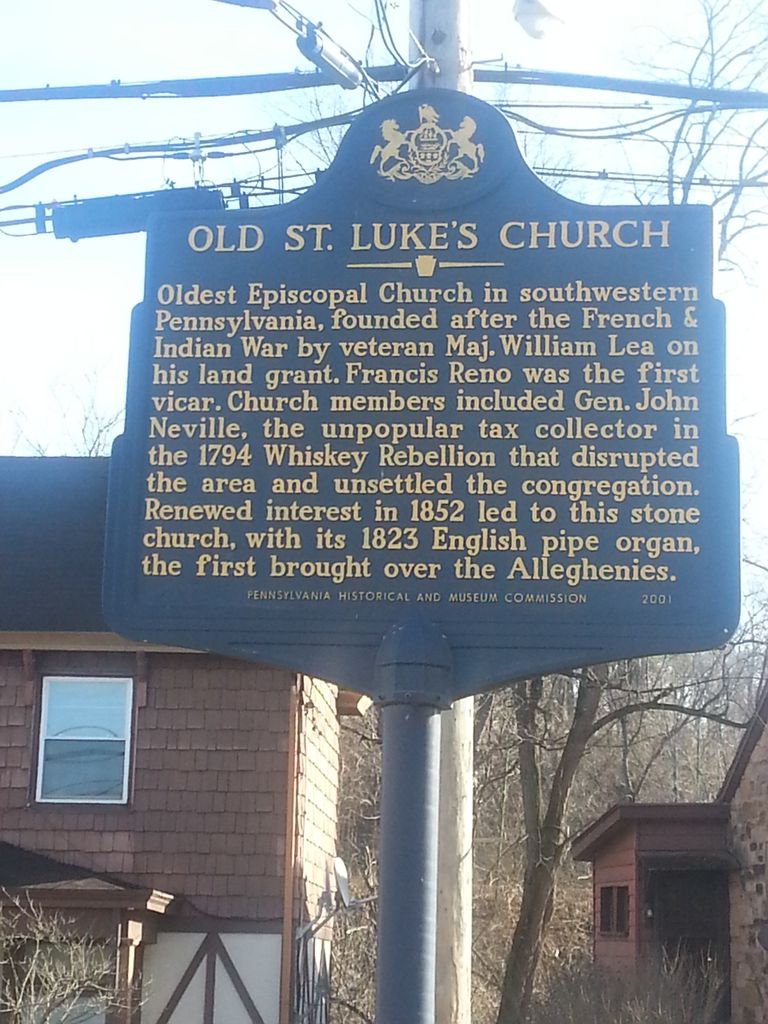 OLD ST. LUKE'S CHURCH
Oldest Episcopal Church in southwestern
Pennsylvania, founded after the French &
Indian War by veteran Maj. William Lea on
his land grant. Francis Reno was the first
vicar. Church members included Gen. John
Neville, the unpopular tax collector in
the 1794 Whiskey Rebellion that disrupted
the area and unsettled the congregation.
Renewed interest in 1852 led to this stone
church, with its 1823 English pipe organ,
the first brought over the Alleghenies.
PENNSYLVANIA HISTORICAL AND MUSEUM COMMISSION 2001